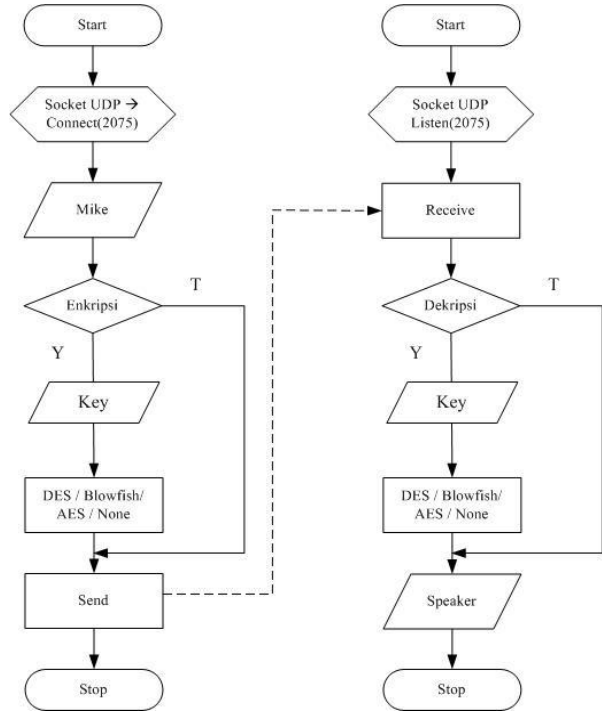 Start
Socket UDP →
Connect(2075)
Mike
Enkripsi
T
Y
Key
DES / Blowfish/
AES / None
Send
Stop
Start
Socket UDP
Listen(2075)
Receive
Dekripsi
T
Y
Key
DES / Blowfish/
AES / None
Speaker
Stop